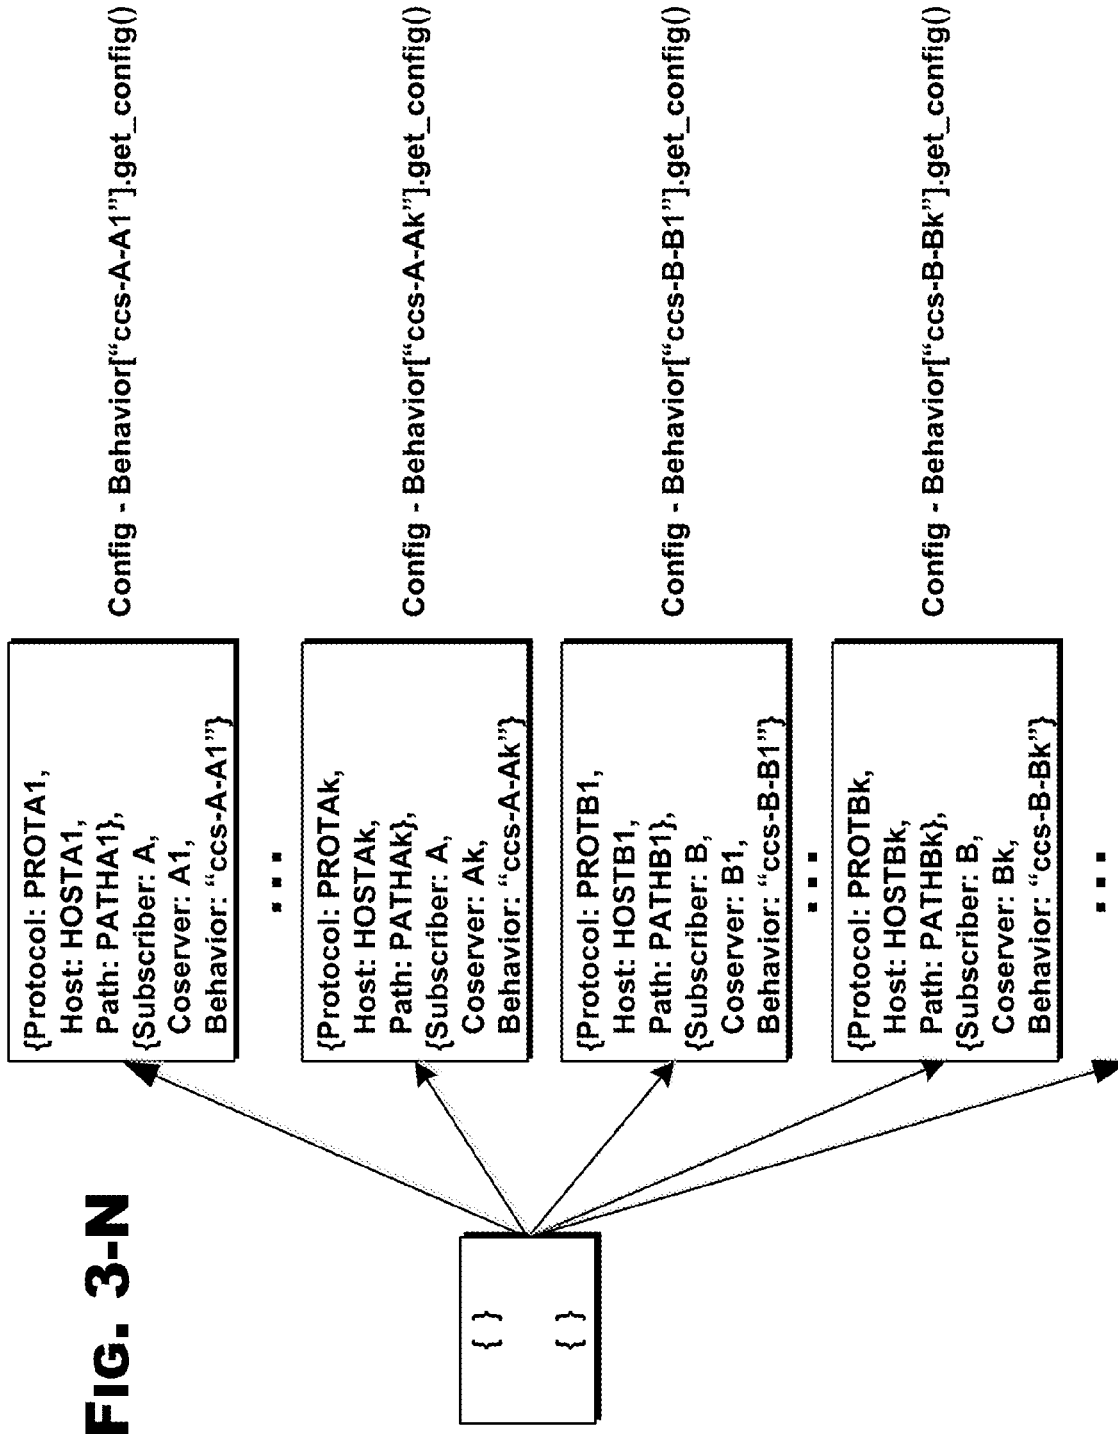 FIG. 3-N
{ }
{ }
{Protocol: PROTA1,
Host: HOSTA1,
Path: PATHA1},
{Subscriber: A,
Coserver: A1,
Behavior: “ccs-A-A1”}
Config - Behavior[“ccs-A-A1”].get_config()
...
{Protocol: PROTAk,
Host: HOSTAk,
Path: PATHAk},
{Subscriber: A,
Coserver: Ak,
Behavior: “ccs-A-Ak”}
Config - Behavior[“ccs-A-Ak”].get_config()
{Protocol: PROTB1,
Host: HOSTB1,
Path: PATHB1},
{Subscriber: B,
Coserver: B1,
Behavior: “ccs-B-B1”}
Config - Behavior[“ccs-B-B1”].get_config()
...
{Protocol: PROTBk,
Host: HOSTBk,
Path: PATHBk},
{Subscriber: B,
Coserver: Bk,
Behavior: “ccs-B-Bk”}
Config - Behavior[“ccs-B-Bk”].get_config()
...